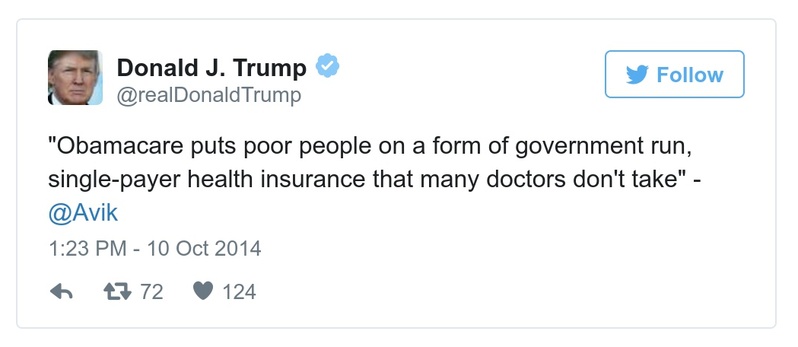 Donald J. Trump
@realDonaldTrump
Follow
"Obamacare puts poor people on a form of government run,
single-payer health insurance that many doctors don't take" -
@Avik
1:23 PM - 10 Oct 2014
72 124